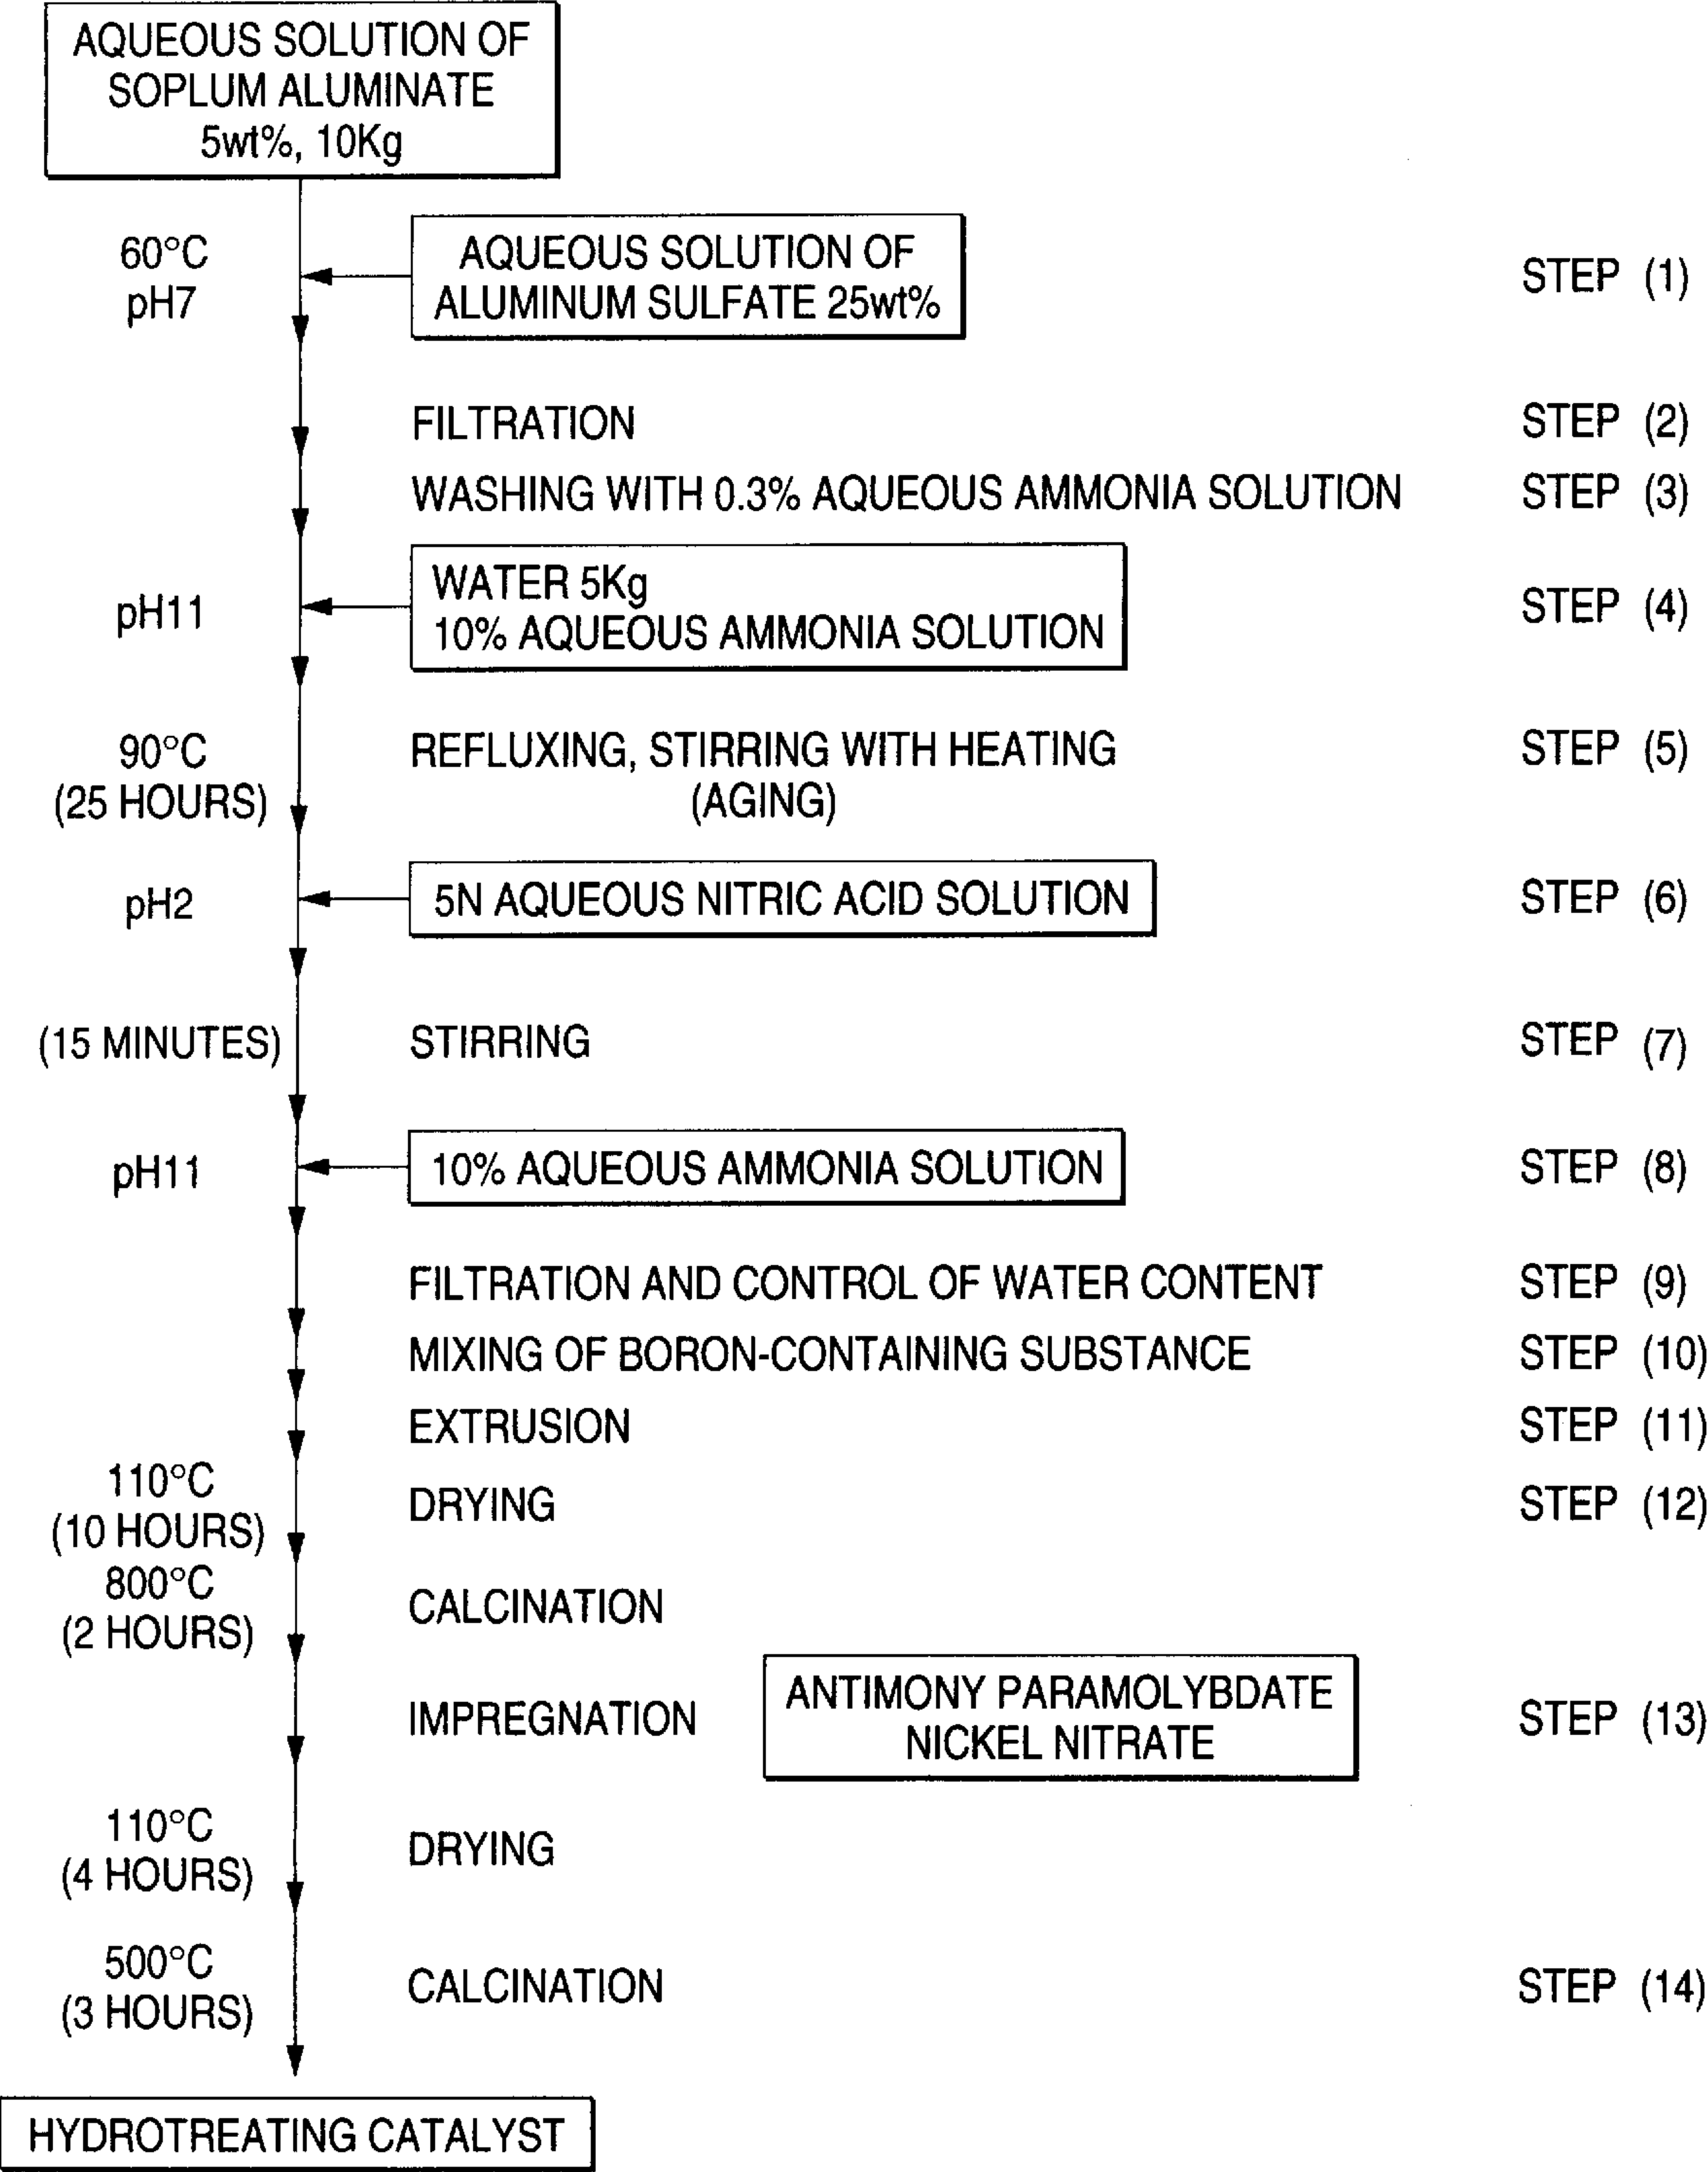 AQUEOUS SOLUTION OF
SOPLUM ALUMINATE
5wt%, 10Kg
60°C
pH7
AQUEOUS SOLUTION OF
ALUMINUM SULFATE 25wt%
STEP (1)
FILTRATION
STEP (2)
WASHING WITH 0.3% AQUEOUS AMMONIA SOLUTION
STEP (3)
pH11
WATER 5Kg
10% AQUEOUS AMMONIA SOLUTION
STEP (4)
90°C
(25 HOURS)
REFLUXING, STIRRING WITH HEATING
(AGING)
STEP (5)
pH2
5N AQUEOUS NITRIC ACID SOLUTION
STEP (6)
(15 MINUTES)
STIRRING
STEP (7)
pH11
10% AQUEOUS AMMONIA SOLUTION
STEP (8)
FILTRATION AND CONTROL OF WATER CONTENT
STEP (9)
MIXING OF BORON-CONTAINING SUBSTANCE
STEP (10)
EXTRUSION
STEP (11)
110°C
(10 HOURS)
DRYING
STEP (12)
800°C
(2 HOURS)
CALCINATION
IMPREGNATION
ANTIMONY PARAMOLYBDATE
NICKEL NITRATE
STEP (13)
110°C
(4 HOURS)
DRYING
500°C
(3 HOURS)
CALCINATION
STEP (14)
HYDROTREATING CATALYST